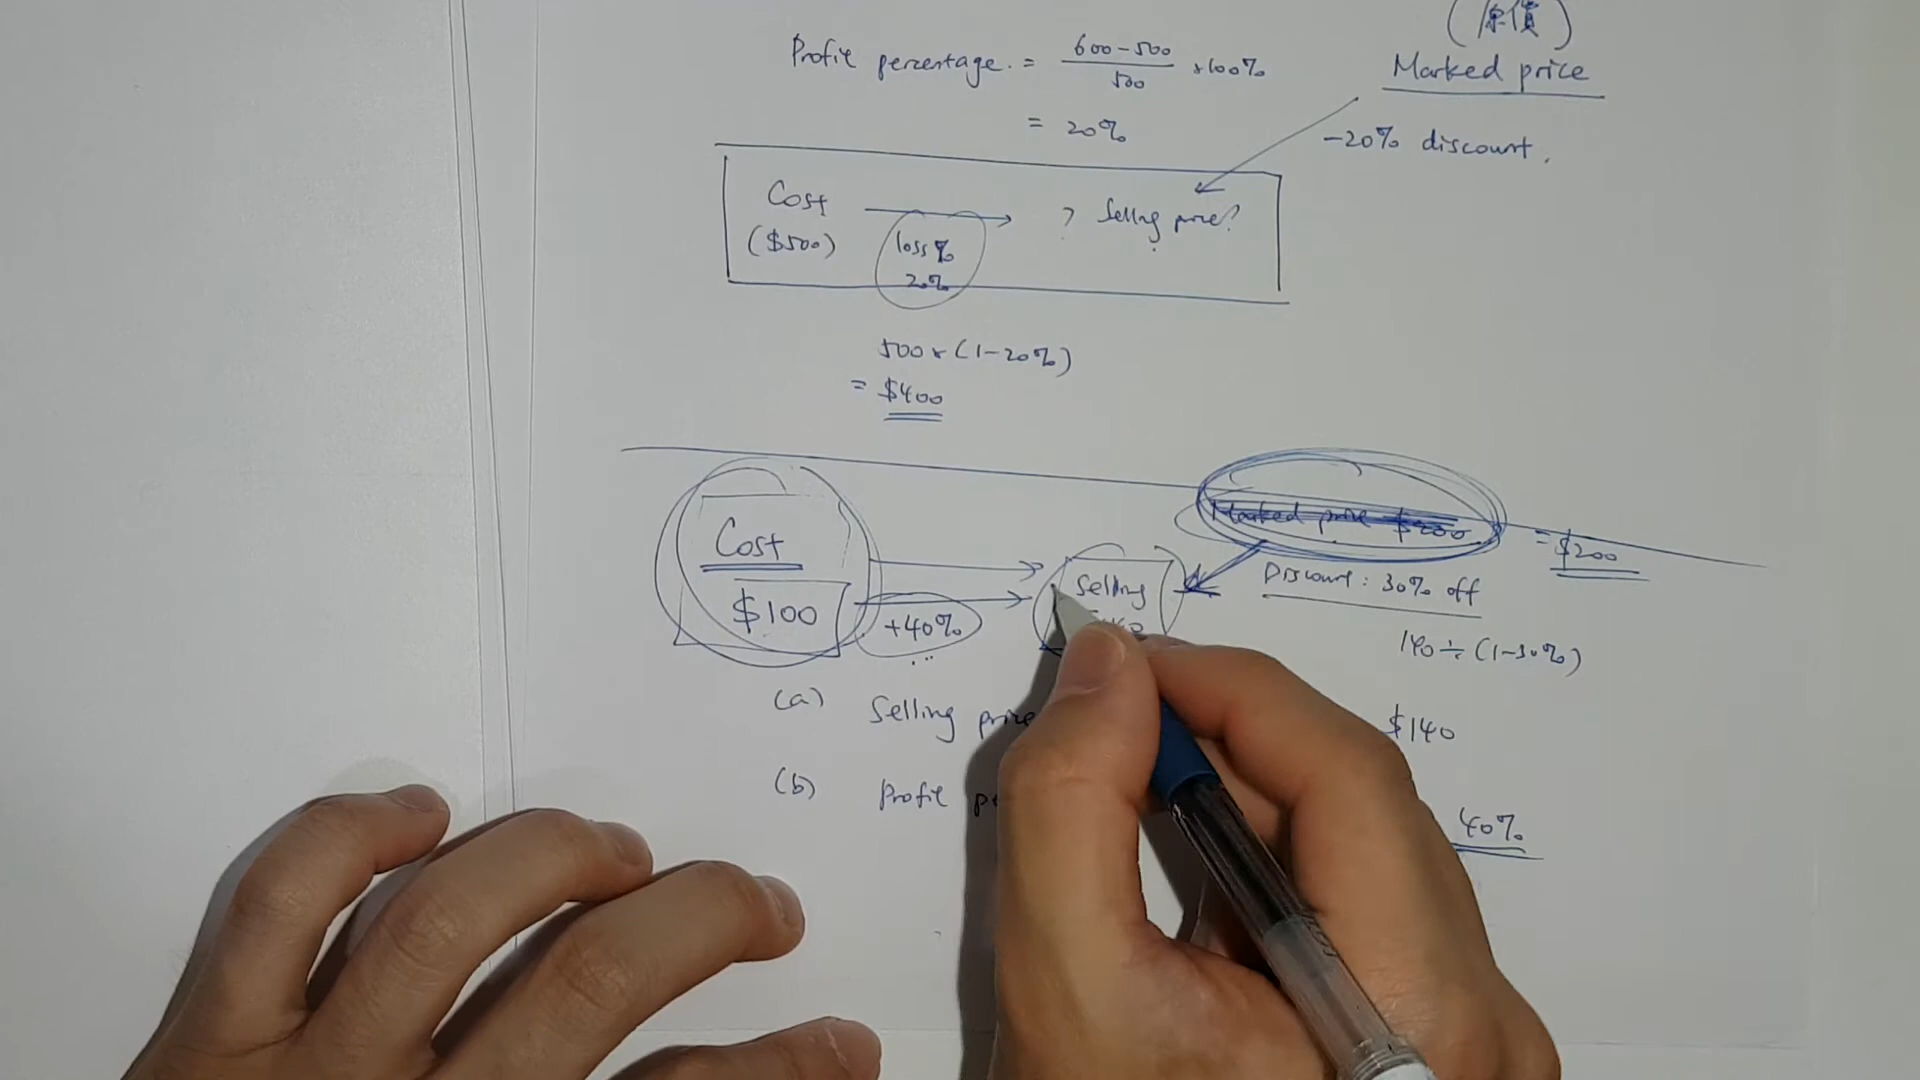 (原價)
Marked price
-20% discount.
Profit percentage. = 600-500 / 500 ×100%
= 20%
Cost
($500)
loss%
20%
? Selling price?
500×(1-20%)
= $400
Cost
$100
+40%
Selling
Marked price $200
= $200
Discount: 30% off
140÷(1-30%)
(a) Selling price
$140
(b) Profit
40%